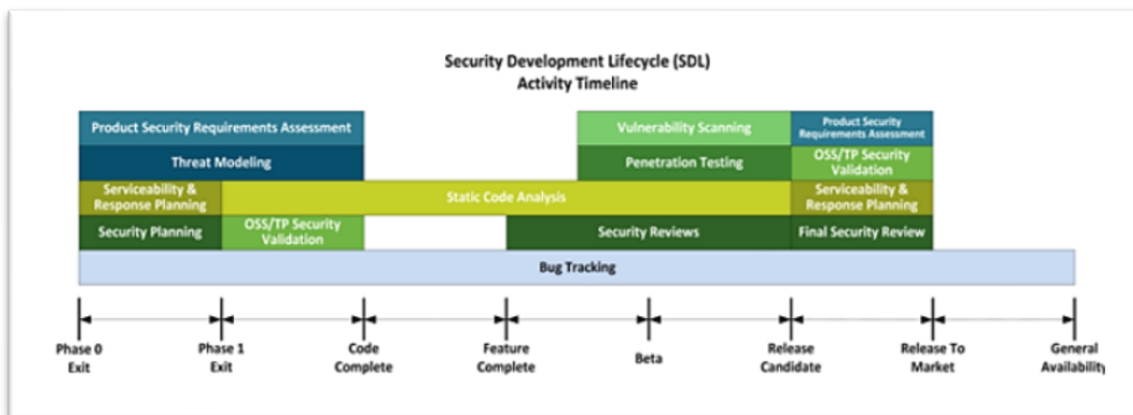 Security Development Lifecycle (SDL)
Activity Timeline
Product Security Requirements Assessment
Vulnerability Scanning
Product Security
Requirements Assessment
Threat Modeling
Penetration Testing
OSS/TP Security
Validation
Serviceability &
Response Planning
Static Code Analysis
Serviceability &
Response Planning
Security Planning
OSS/TP Security
Validation
Security Reviews
Final Security Review
Bug Tracking
Phase 0
Exit
Phase 1
Exit
Code
Complete
Feature
Complete
Beta
Release
Candidate
Release To
Market
General
Availability